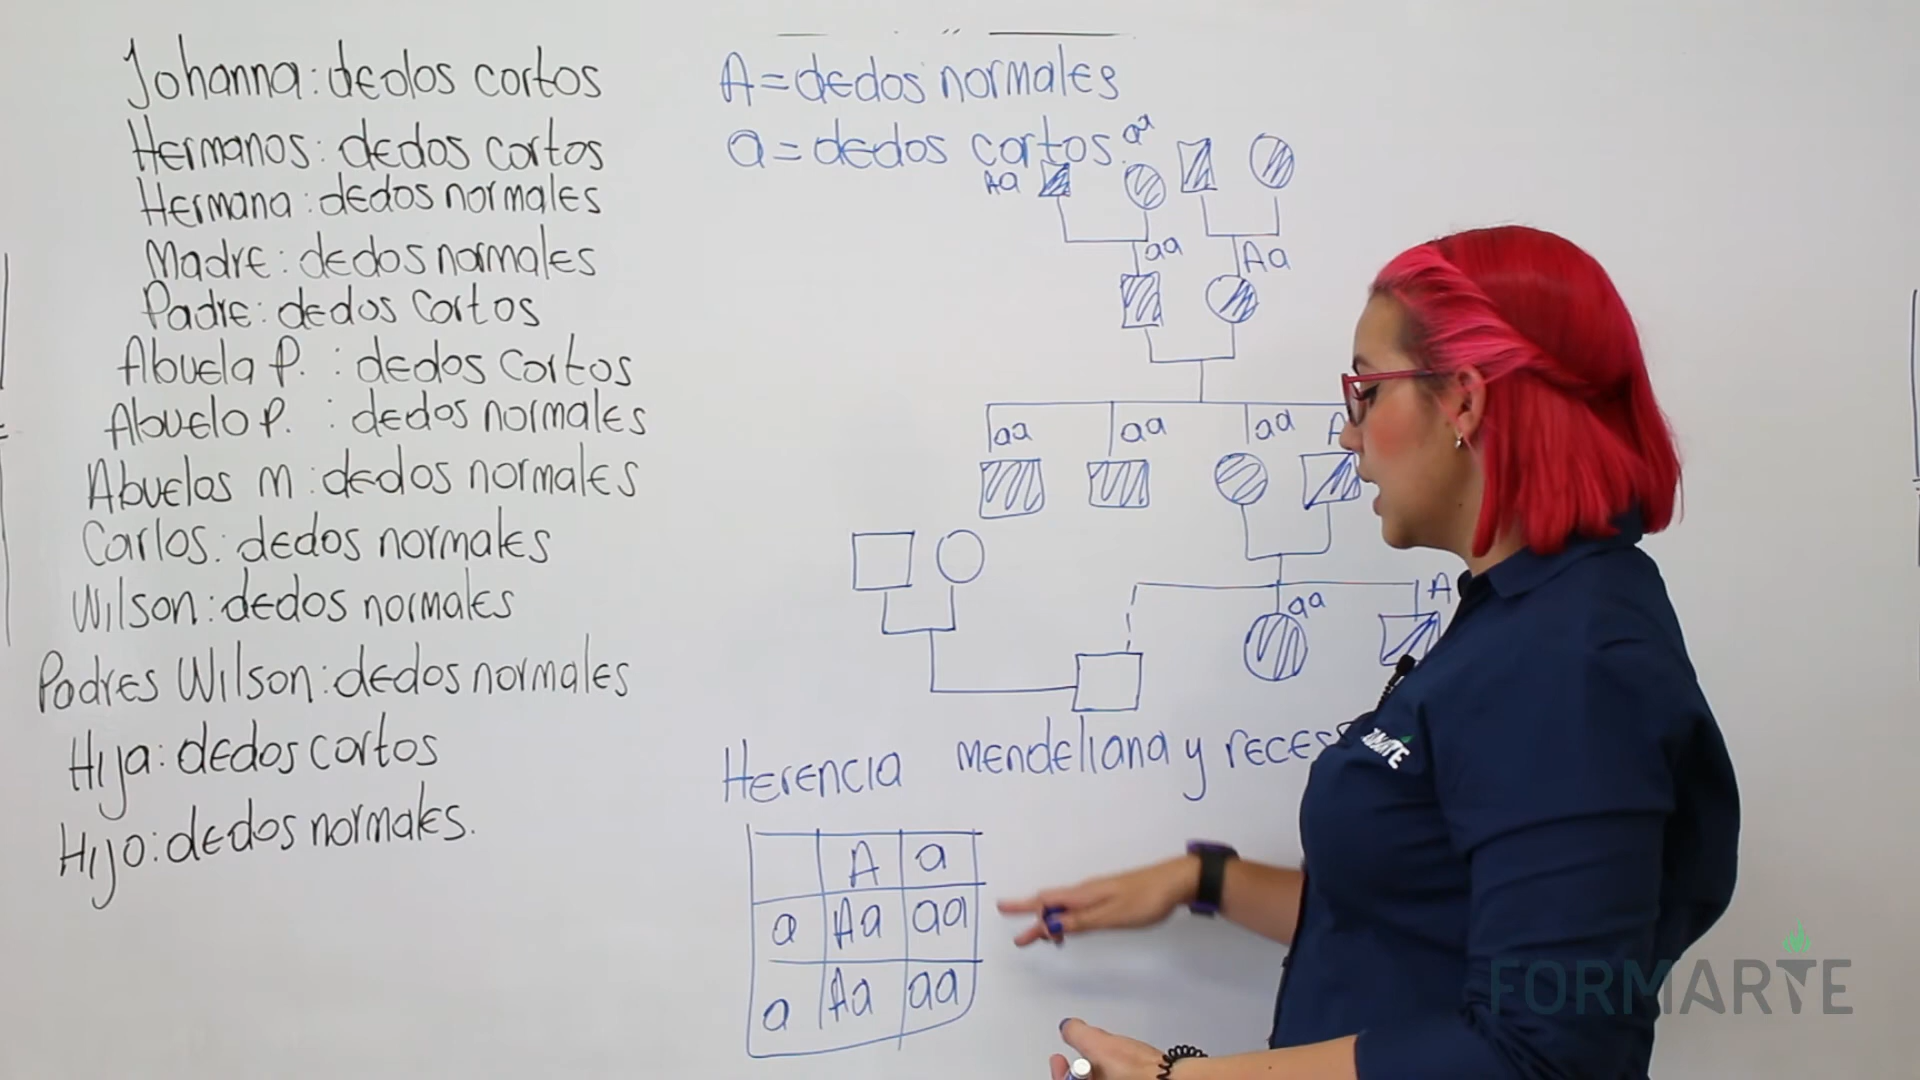 Johanna: dedos cortos
Hermanos: dedos cortos
Hermana: dedos normales
Madre: dedos normales
Padre: dedos cortos
Abuela P. : dedos cortos
Abuelo P. : dedos normales
Abuelos M: dedos normales
Carlos: dedos normales
Wilson: dedos normales
Padres Wilson: dedos normales
Hija: dedos cortos
Hijo: dedos normales.
A = dedos normales
a = dedos cortos.
aa
Aa
aa
Aa
aa
aa
aa
A
aa
A
Herencia mendeliana y reces
A a
a Aa aa
a Aa aa
FORMARTE